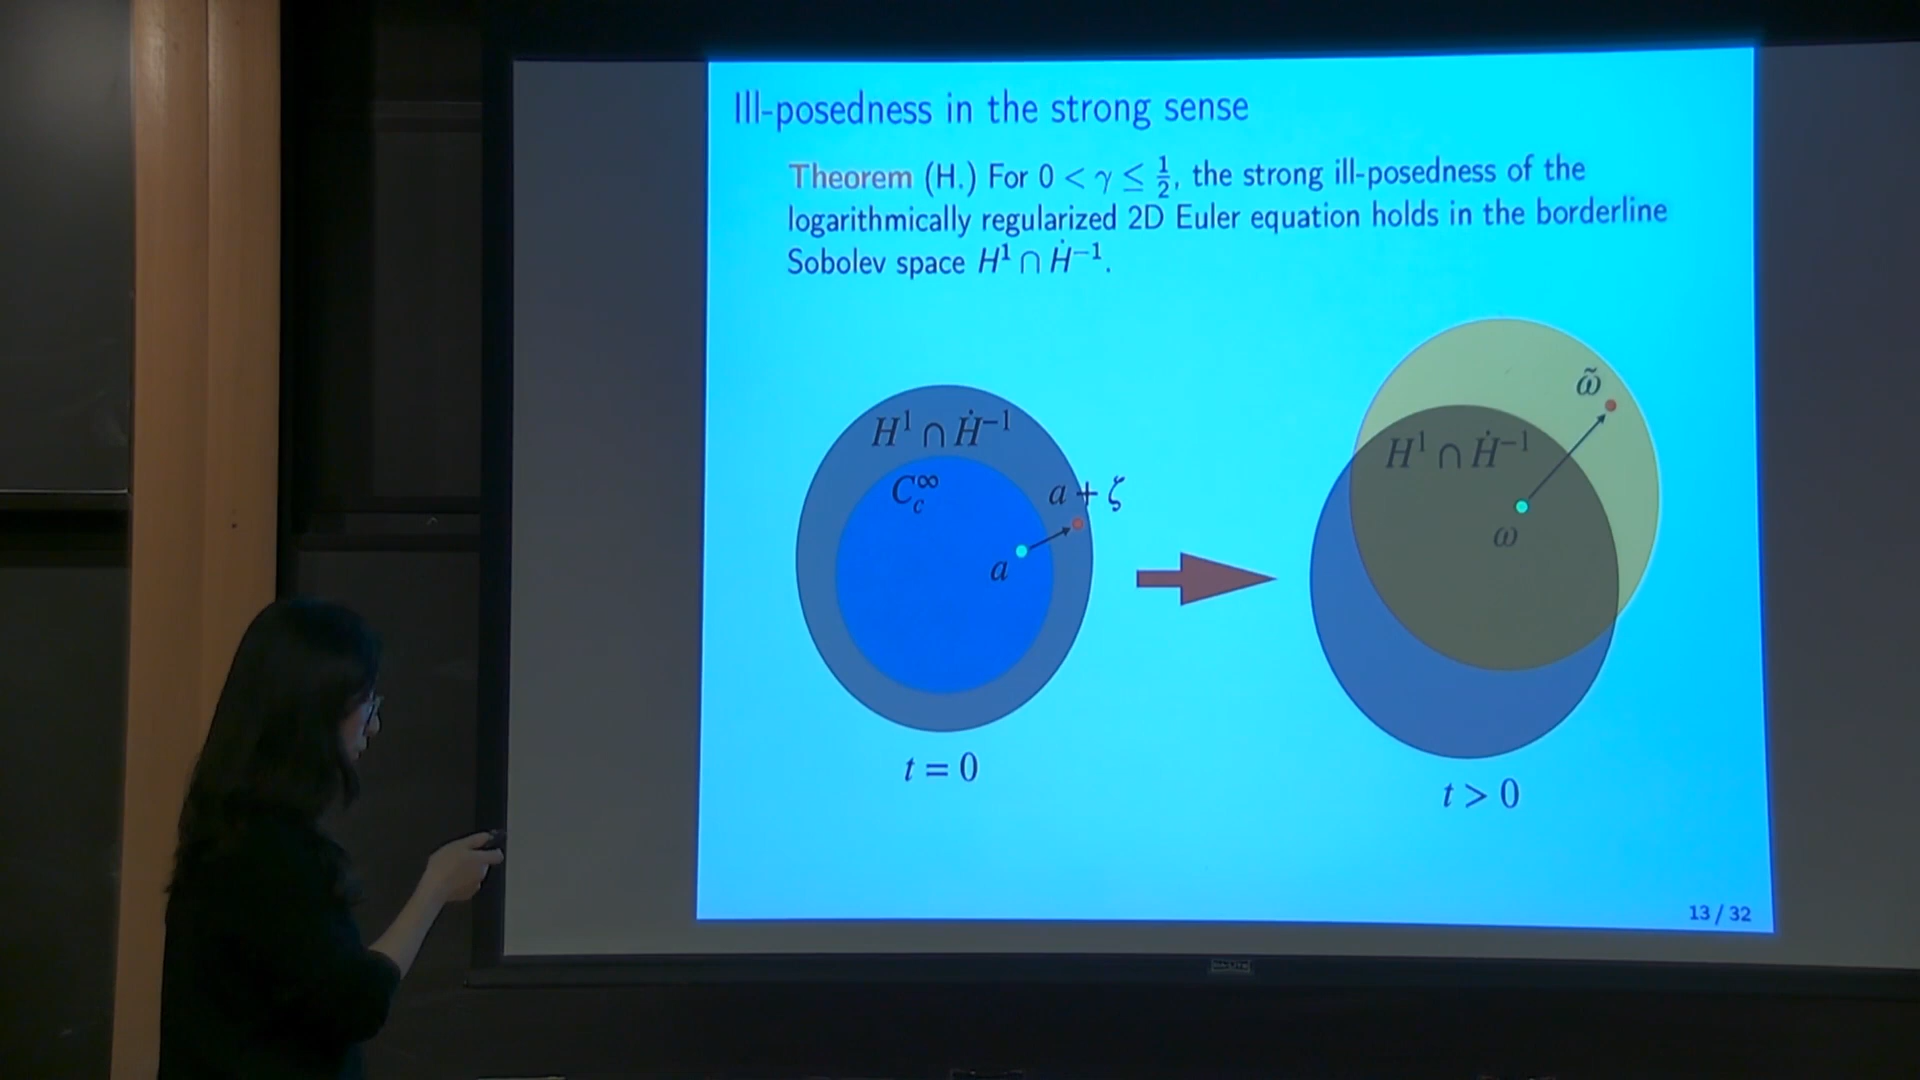 Ill-posedness in the strong sense
Theorem (H.) For 0 < γ ≤ 1/2, the strong ill-posedness of the
logarithmically regularized 2D Euler equation holds in the borderline
Sobolev space H¹ ∩ Ḣ⁻¹.
H¹ ∩ Ḣ⁻¹
C_c^∞
a + ζ
a
t = 0
ω̃
H¹ ∩ Ḣ⁻¹
ω
t > 0
13 / 32